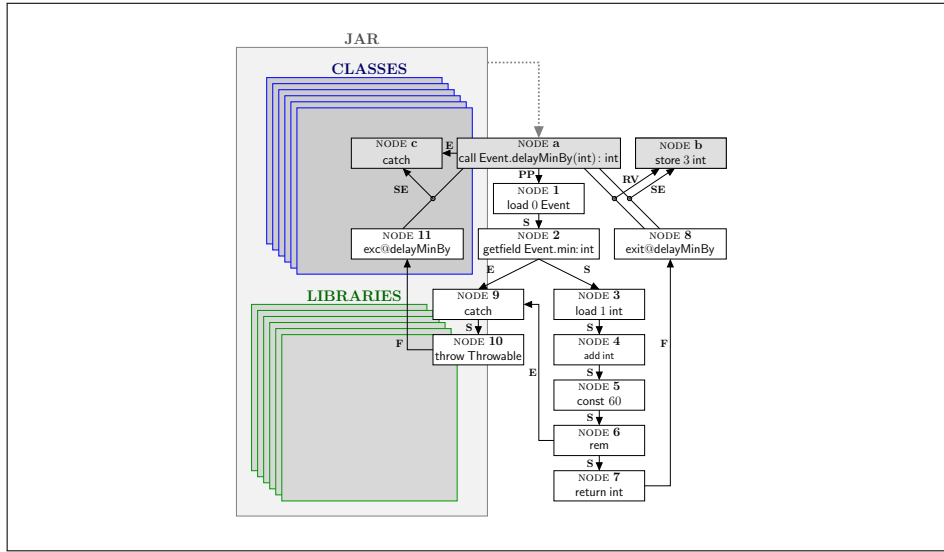 JAR
CLASSES
NODE c
catch
E
NODE a
call Event.delayMinBy(int): int
NODE b
store 3 int
PP
RV
SE
SE
NODE 1
load 0 Event
S
NODE 11
exc@delayMinBy
NODE 2
getfield Event.min: int
NODE 8
exit@delayMinBy
E
S
LIBRARIES
NODE 9
catch
NODE 3
load 1 int
S
S
NODE 10
throw Throwable
NODE 4
add int
F
F
E
S
NODE 5
const 60
S
NODE 6
rem
S
NODE 7
return int